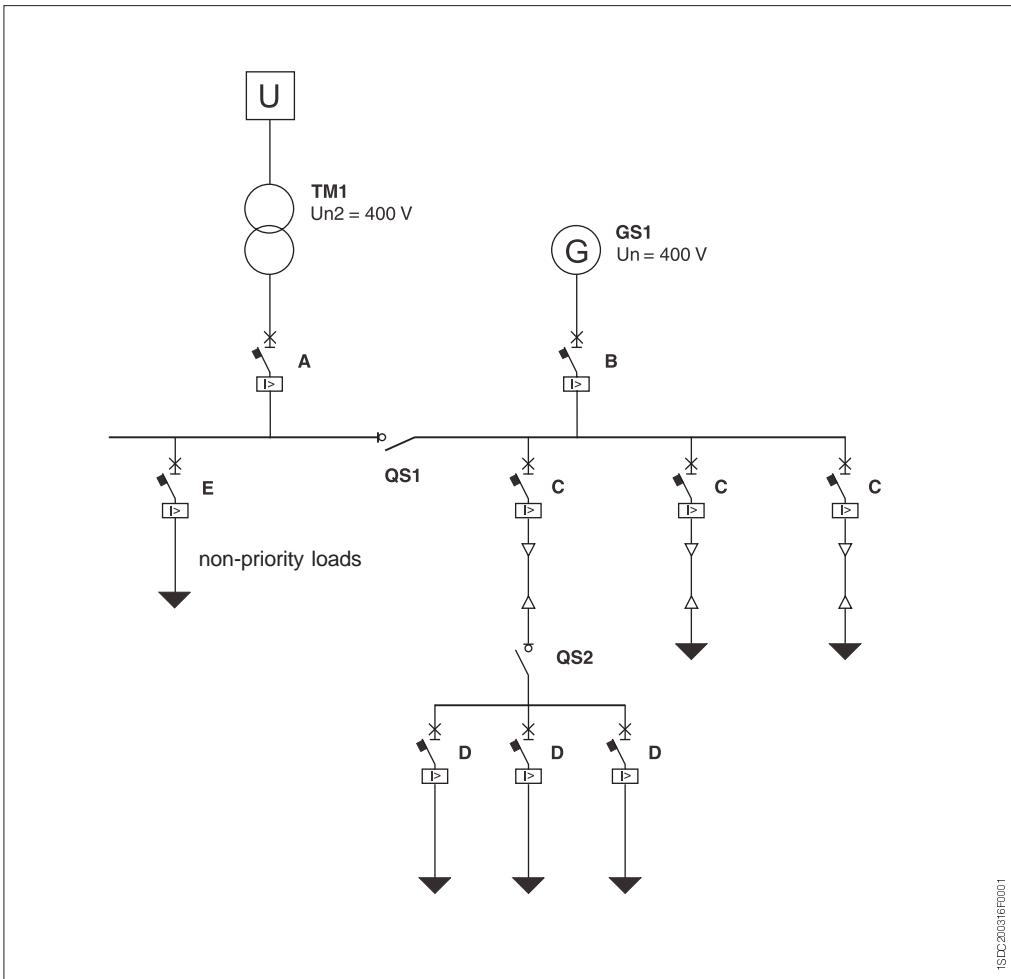 U
TM1
Un2 = 400 V
GS1
Un = 400 V
G
A
B
I>
I>
QS1
E
C
C
C
I>
I>
I>
I>
non-priority loads
QS2
D
D
D
I>
I>
I>
1SDC200316F0001